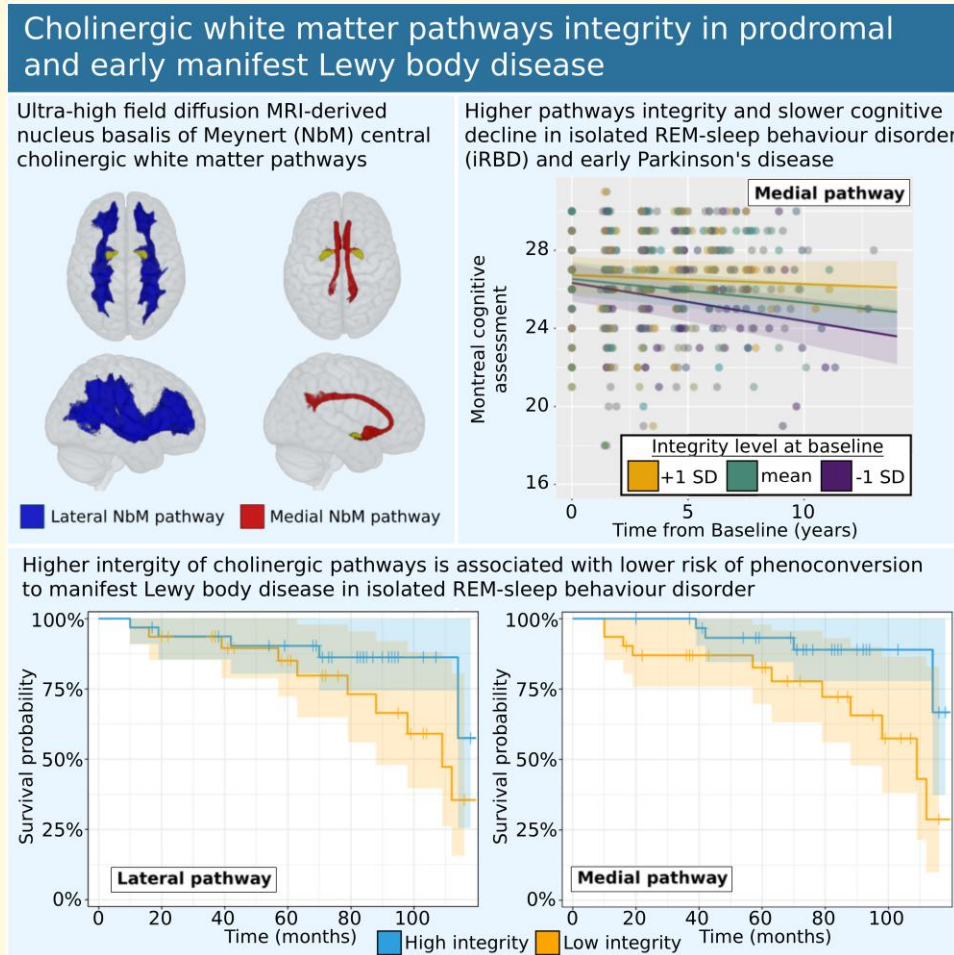 Cholinergic white matter pathways integrity in prodromal
and early manifest Lewy body disease
Ultra-high field diffusion MRI-derived
nucleus basalis of Meynert (NbM) central
cholinergic white matter pathways
Lateral NbM pathway
Medial NbM pathway
Higher pathways integrity and slower cognitive
decline in isolated REM-sleep behaviour disorder
(iRBD) and early Parkinson's disease
Medial pathway
Montreal cognitive
assessment
28
24
20
16
Integrity level at baseline
+1 SD
mean
-1 SD
0
5
10
Time from Baseline (years)
Higher intergity of cholinergic pathways is associated with lower risk of phenoconversion
to manifest Lewy body disease in isolated REM-sleep behaviour disorder
Survival probability
100%
75%
50%
25%
0%
Lateral pathway
0
20
40
60
80
100
Time (months)
Survival probability
100%
75%
50%
25%
0%
Medial pathway
0
20
40
60
80
100
Time (months)
High integrity
Low integrity